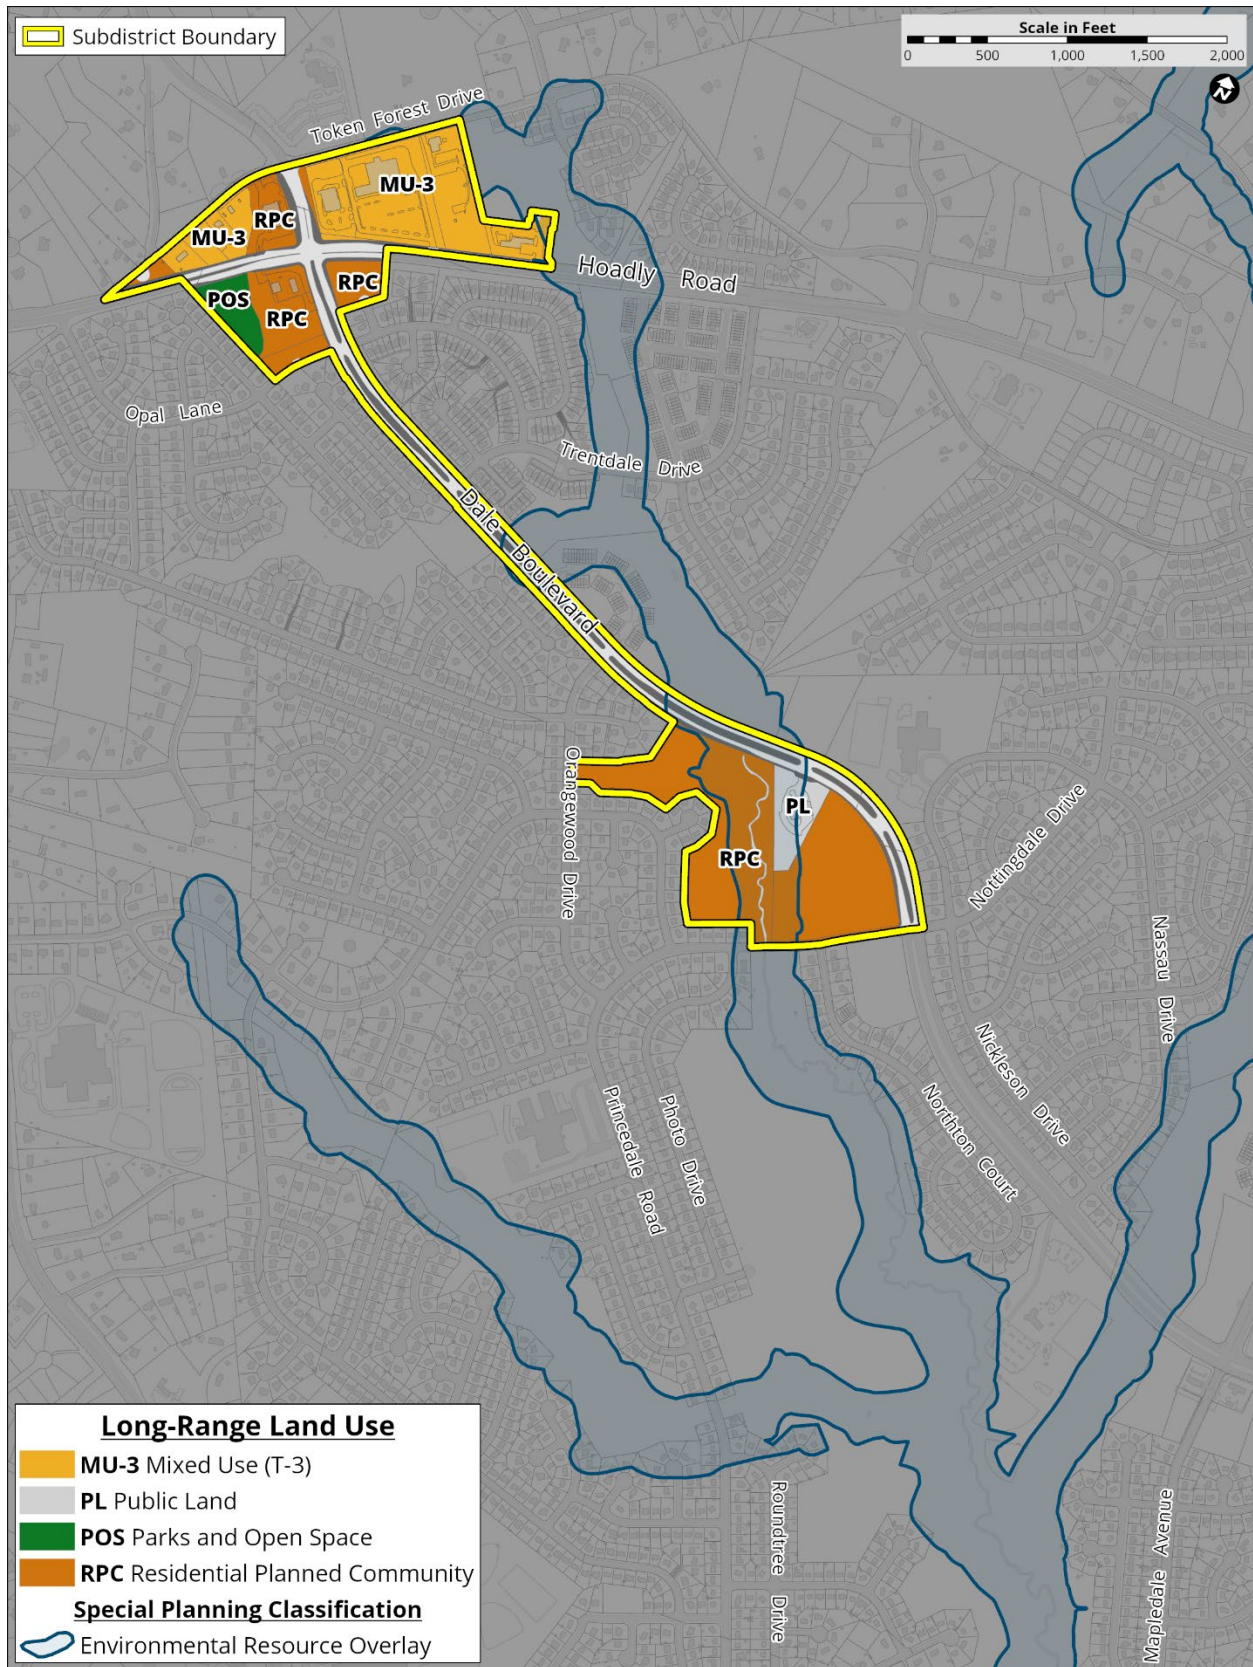 Subdistrict Boundary
Scale in Feet
0 500 1,000 1,500 2,000
N
Token Forest Drive
MU-3
RPC
MU-3
Hoadly Road
RPC
POS
RPC
Opal Lane
Trentdale Drive
Dale Boulevard
Orangewood Drive
PL
RPC
Nottingdale Drive
Nassau Drive
Nickleson Drive
Northton Court
Photo Drive
Princedale Road
Roundtree Drive
Mapledale Avenue
Long-Range Land Use
MU-3 Mixed Use (T-3)
PL Public Land
POS Parks and Open Space
RPC Residential Planned Community
Special Planning Classification
Environmental Resource Overlay